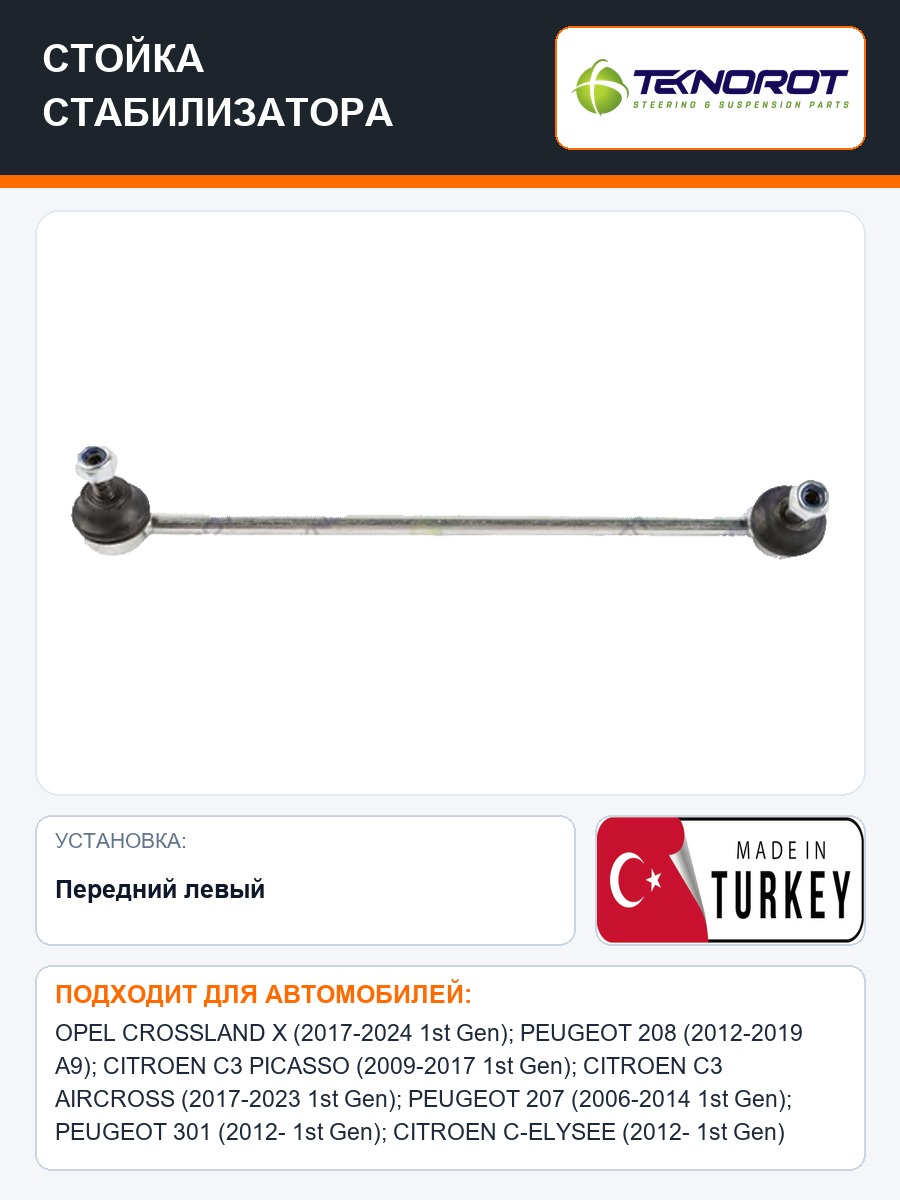 СТОЙКА
СТАБИЛИЗАТОРА
TEKNOROT
STEERING & SUSPENSION PARTS
УСТАНОВКА:
Передний левый
MADE IN
TURKEY
ПОДХОДИТ ДЛЯ АВТОМОБИЛЕЙ:
OPEL CROSSLAND X (2017-2024 1st Gen); PEUGEOT 208 (2012-2019
A9); CITROEN C3 PICASSO (2009-2017 1st Gen); CITROEN C3
AIRCROSS (2017-2023 1st Gen); PEUGEOT 207 (2006-2014 1st Gen);
PEUGEOT 301 (2012- 1st Gen); CITROEN C-ELYSEE (2012- 1st Gen)